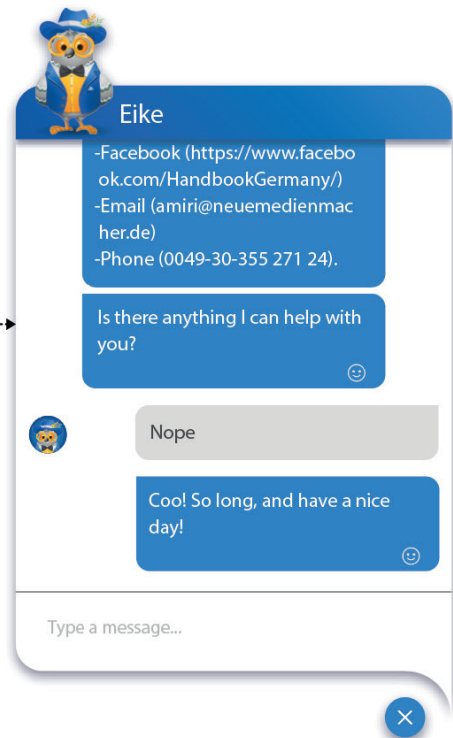 Eike
-Facebook (https://www.facebo
ok.com/HandbookGermany/)
-Email (amiri@neuemedienmac
her.de)
-Phone (0049-30-355 271 24).
Is there anything I can help with
you?
Nope
Coo! So long, and have a nice
day!
Type a message...